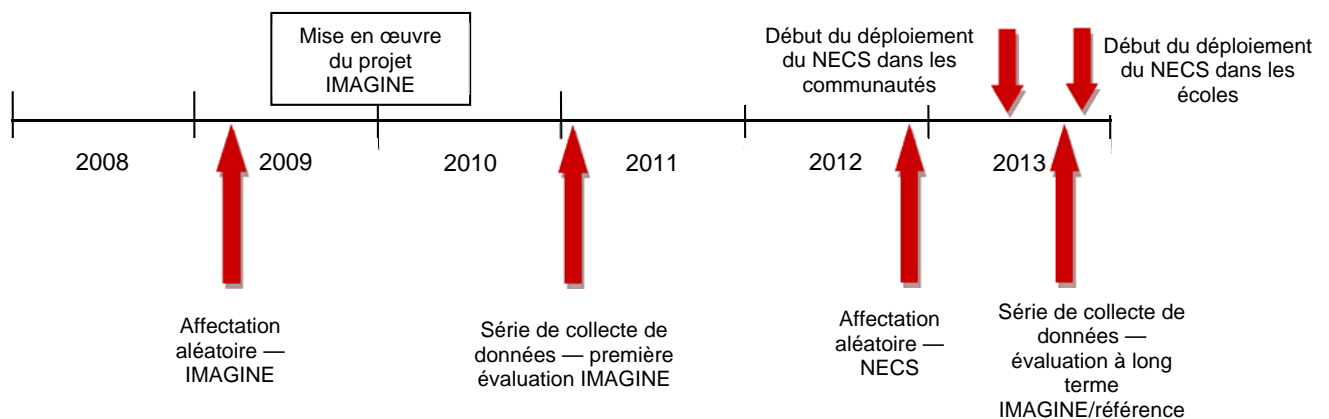 Mise en œuvre
du projet
IMAGINE
Début du déploiement
du NECS dans les
communautés
Début du déploiement
du NECS dans les
écoles
2008
2009
2010
2011
2012
2013
Affectation
aléatoire —
IMAGINE
Série de collecte de
données — première
évaluation IMAGINE
Affectation
aléatoire —
NECS
Série de collecte de
données —
évaluation à long
terme
IMAGINE/référence